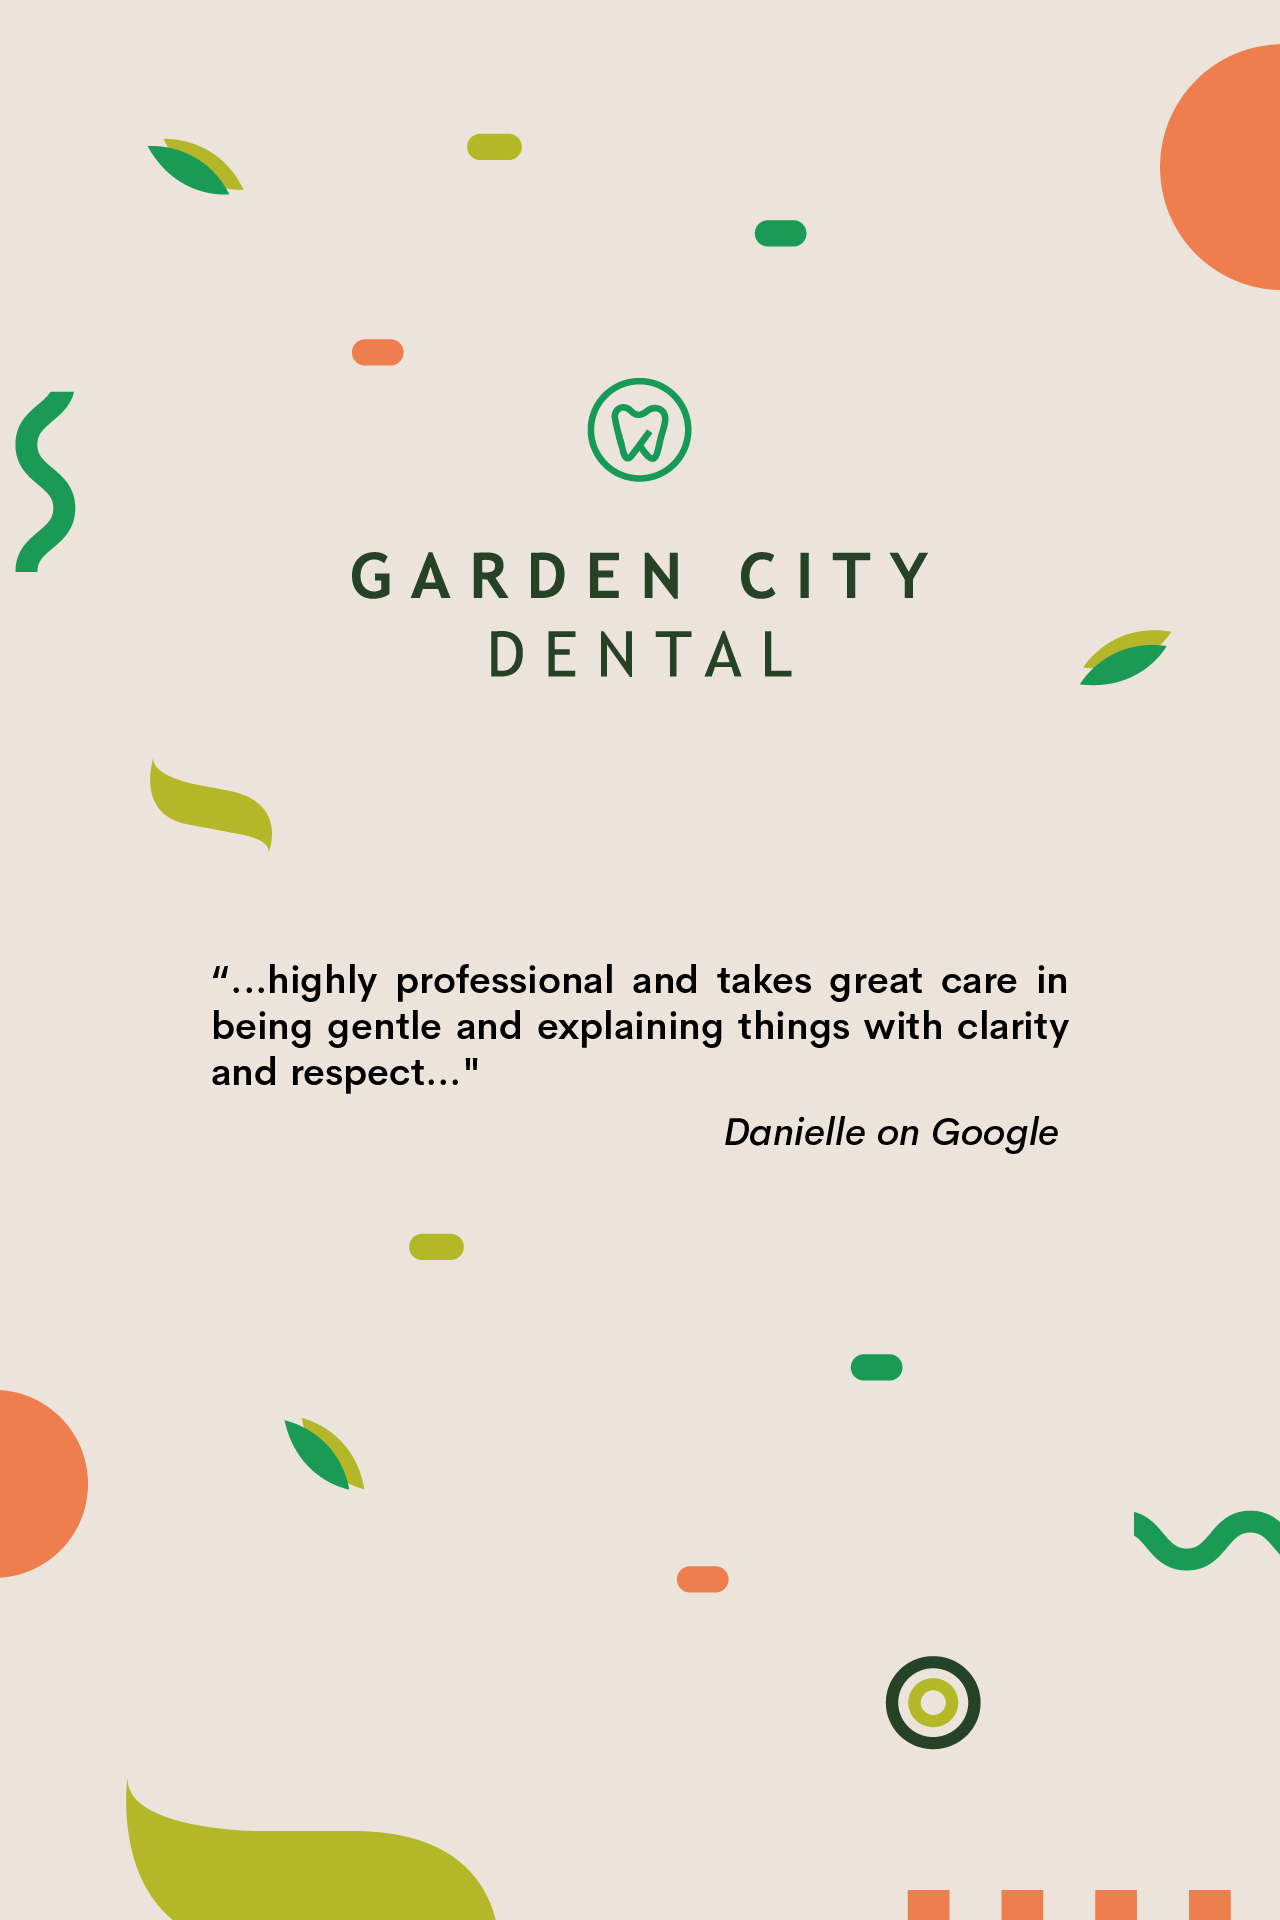 GARDEN CITY
DENTAL
“...highly professional and takes great care in
being gentle and explaining things with clarity
and respect..."
Danielle on Google